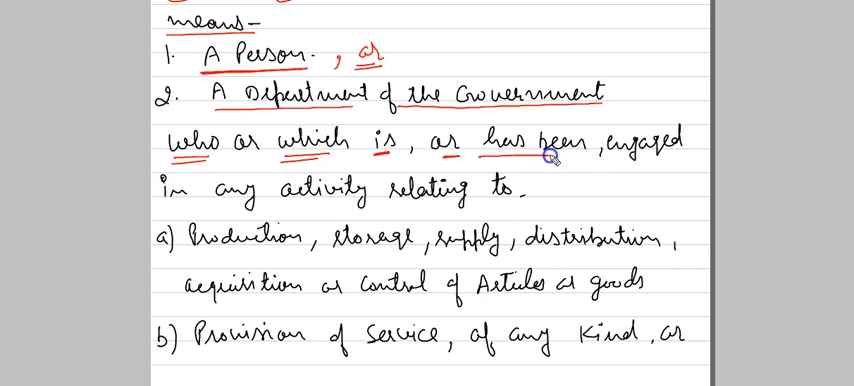 means-
1. A Person. , or
2. A Department of the Government
who or which is, or has been, engaged
in any activity relating to-
a) Production, storage, supply, distribution,
acquisition or Control of Articles or goods
b) Provision of Service, of any Kind, or